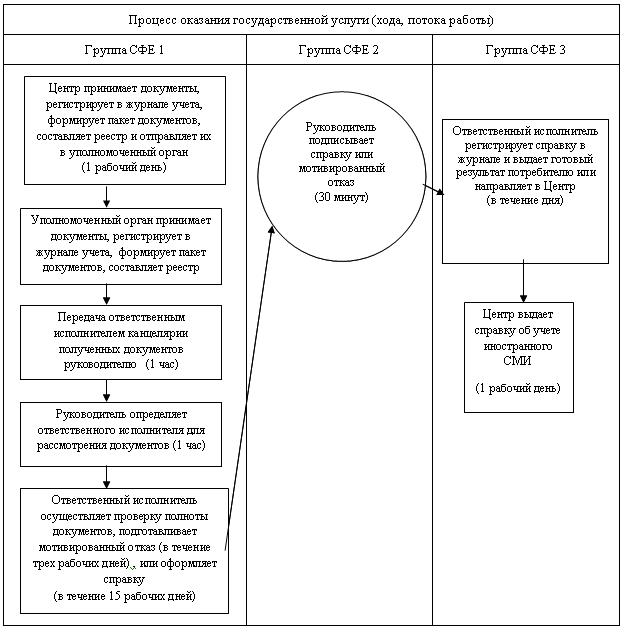 Процесс оказания государственной услуги (хода, потока работы)
Группа СФЕ 1
Группа СФЕ 2
Группа СФЕ 3
Центр принимает документы,
регистрирует в журнале учета,
формирует пакет документов,
составляет реестр и отправляет их
в уполномоченный орган
(1 рабочий день)
Уполномоченный орган принимает
документы, регистрирует в
журнале учета, формирует пакет
документов, составляет реестр
Передача ответственным
исполнителем канцелярии
полученных документов
руководителю (1 час)
Руководитель определяет
ответственного исполнителя для
рассмотрения документов (1 час)
Ответственный исполнитель
осуществляет проверку полноты
документов, подготавливает
мотивированный отказ (в течение
трех рабочих дней),, или оформляет
справку
(в течение 15 рабочих дней)
Руководитель
подписывает
справку или
мотивированный
отказ
(30 минут)
Ответственный исполнитель
регистрирует справку в
журнале и выдает готовый
результат потребителю или
направляет в Центр
(в течение дня)
Центр выдает
справку об учете
иностранного
СМИ
(1 рабочий день)